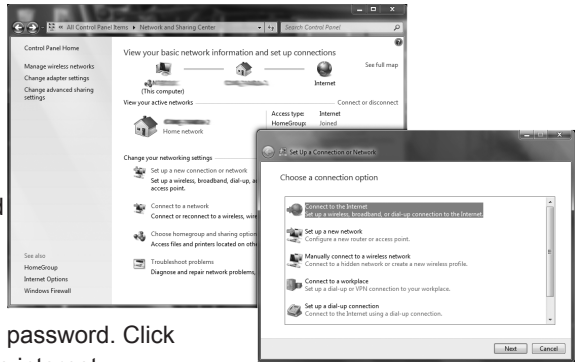 All Control Panel Items ▸ Network and Sharing Center
Search Control Panel
Control Panel Home
Manage wireless networks
Change adapter settings
Change advanced sharing
settings
See also
HomeGroup
Internet Options
Windows Firewall
View your basic network information and set up connections
See full map
(This computer)
Internet
View your active networks
Connect or disconnect
Home network
Access type: Internet
HomeGroup: Joined
Change your networking settings
Set up a new connection or network
Set up a wireless, broadband, dial-up,
access point.
Connect to a network
Connect or reconnect to a wireless,
Choose homegroup and sharing
Access files and printers located on
Troubleshoot problems
Diagnose and repair network problems,
Set Up a Connection or Network
Choose a connection option
Connect to the Internet
Set up a wireless, broadband, or dial-up connection to the Internet.
Set up a new network
Configure a new router or access point.
Manually connect to a wireless network
Connect to a hidden network or create a new wireless profile.
Connect to a workplace
Set up a dial-up or VPN connection to your workplace.
Set up a dial-up connection
Connect to the Internet using a dial-up connection.
Next
Cancel
password. Click